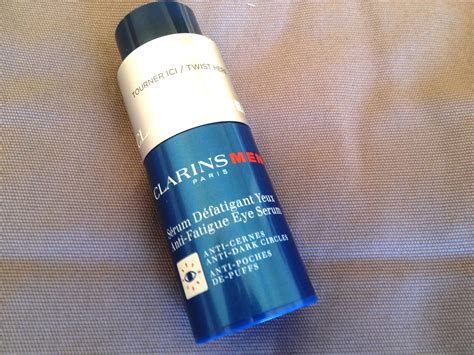 TOURNER ICI / TWIST HERE
CLARINS MEN
PARIS
Sérum Défatigant Yeux
Anti-Fatigue Eye Serum
ANTI-CERNES
ANTI-DARK CIRCLES
ANTI-POCHES
DE-PUFFS